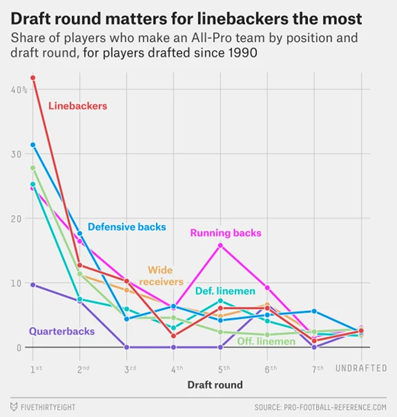 Draft round matters for linebackers the most
Share of players who make an All-Pro team by position and
draft round, for players drafted since 1990
40%
Linebackers
30
20
Defensive backs
Running backs
Wide
receivers
Def. linemen
10
Quarterbacks
Off. linemen
0
1st 2nd 3rd 4th 5th 6th 7th UNDRAFTED
Draft round
FIVETHIRTYEIGHT
SOURCE: PRO-FOOTBALL-REFERENCE.COM